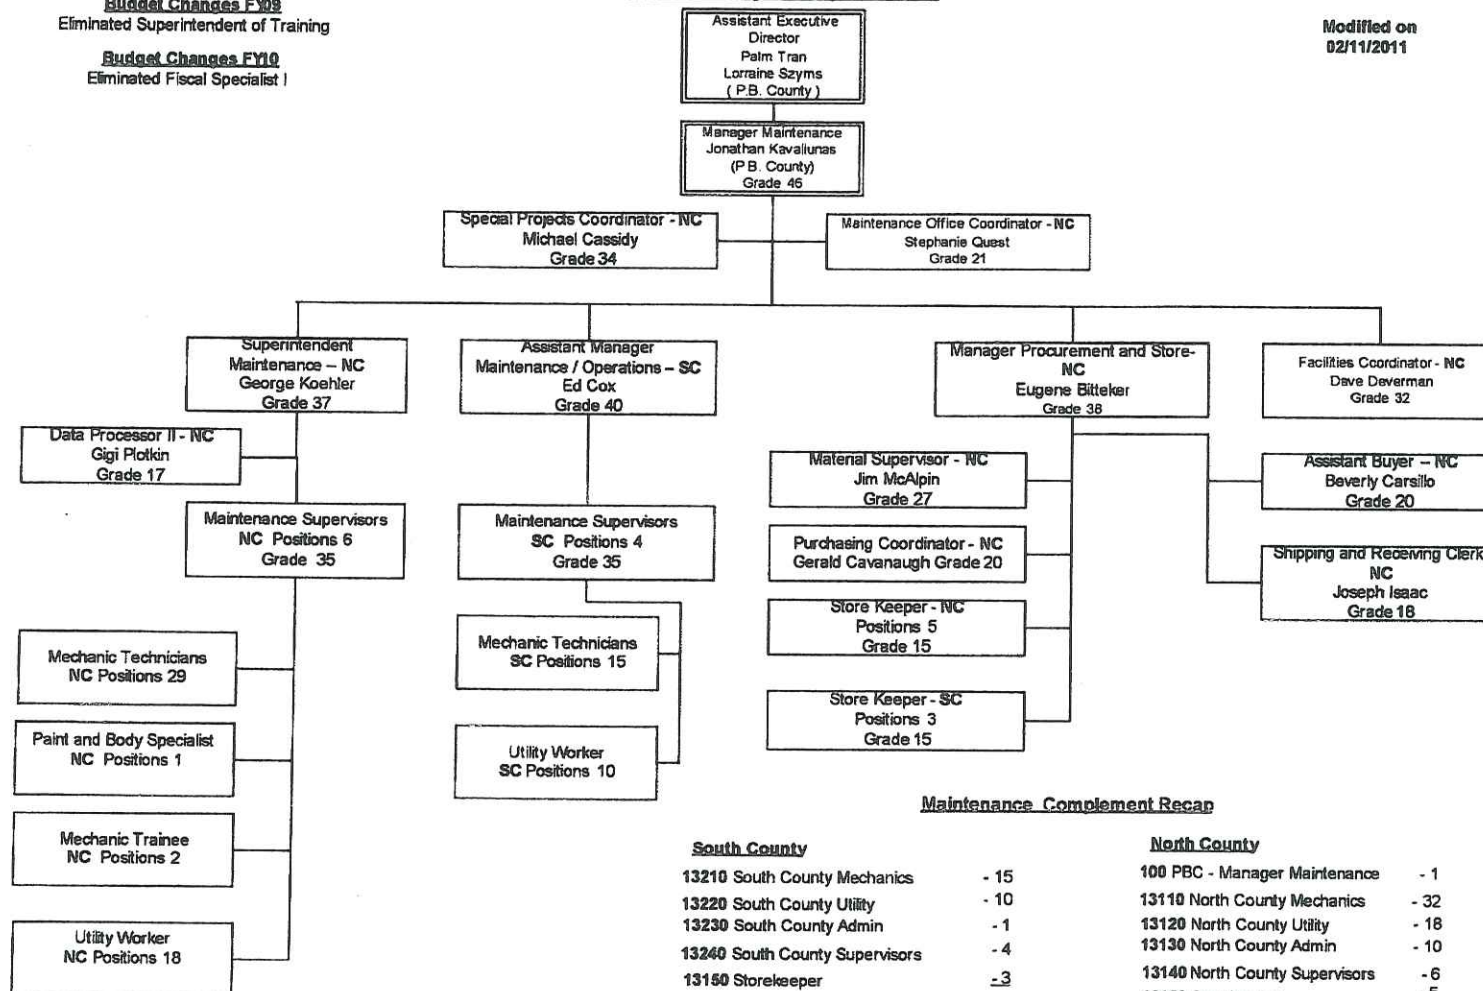 Budget Changes FY09
Eliminated Superintendent of Training
Budget Changes FY10
Eliminated Fiscal Specialist I
Modified on
02/11/2011
Assistant Executive
Director
Palm Tran
Lorraine Szyms
( P.B. County )
Manager Maintenance
Jonathan Kavaliunas
(P B. County)
Grade 46
Special Projects Coordinator - NC
Michael Cassidy
Grade 34
Maintenance Office Coordinator - NC
Stephanie Quest
Grade 21
Superintendent
Maintenance – NC
George Koehler
Grade 37
Assistant Manager
Maintenance / Operations – SC
Ed Cox
Grade 40
Manager Procurement and Store-
NC
Eugene Bitteker
Grade 38
Facilities Coordinator - NC
Dave Deverman
Grade 32
Data Processor II - NC
Gigi Plotkin
Grade 17
Maintenance Supervisors
NC Positions 6
Grade 35
Maintenance Supervisors
SC Positions 4
Grade 35
Material Supervisor - NC
Jim McAlpin
Grade 27
Assistant Buyer – NC
Beverly Carsillo
Grade 20
Purchasing Coordinator - NC
Gerald Cavanaugh Grade 20
Shipping and Receiving Clerk
NC
Joseph Isaac
Grade 18
Store Keeper - NC
Positions 5
Grade 15
Store Keeper - SC
Positions 3
Grade 15
Mechanic Technicians
NC Positions 29
Paint and Body Specialist
NC Positions 1
Mechanic Trainee
NC Positions 2
Utility Worker
NC Positions 18
Mechanic Technicians
SC Positions 15
Utility Worker
SC Positions 10
Maintenance Complement Recap
South County
13210 South County Mechanics - 15
13220 South County Utility - 10
13230 South County Admin - 1
13240 South County Supervisors - 4
13150 Storekeeper - 3
North County
100 PBC - Manager Maintenance - 1
13110 North County Mechanics - 32
13120 North County Utility - 18
13130 North County Admin - 10
13140 North County Supervisors - 6